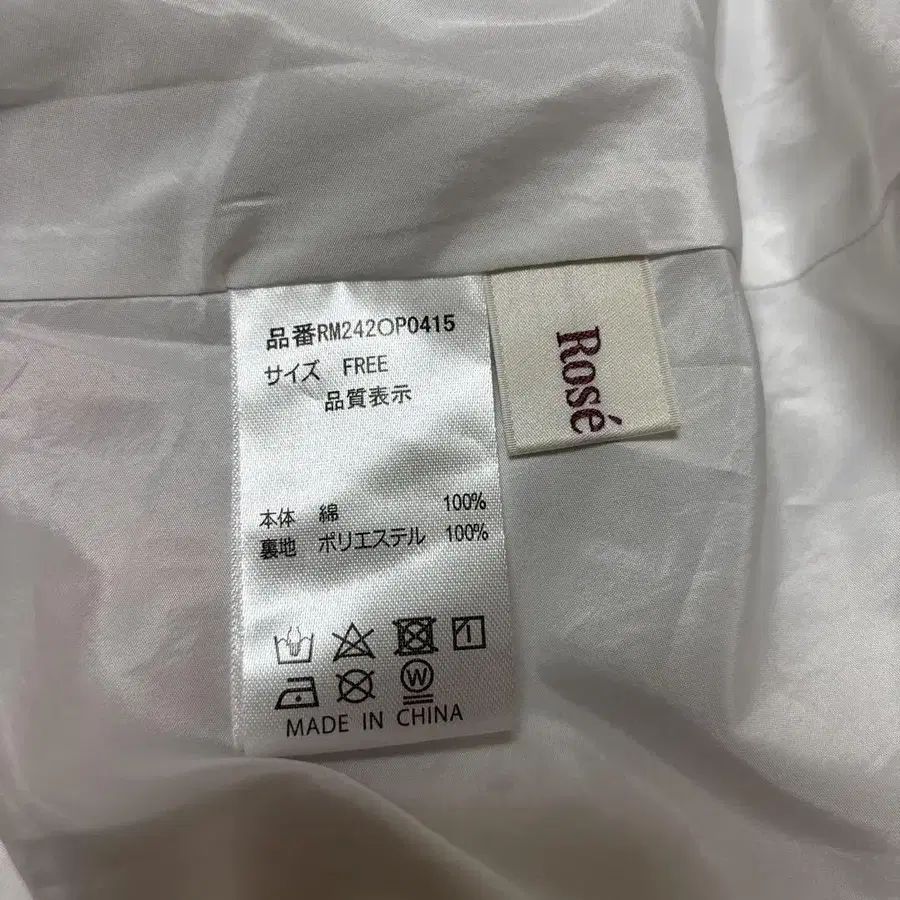 品番RM242OP0415
サイズ FREE
品質表示
本体 綿 100%
裏地 ポリエステル 100%
W
MADE IN CHINA
Rosé